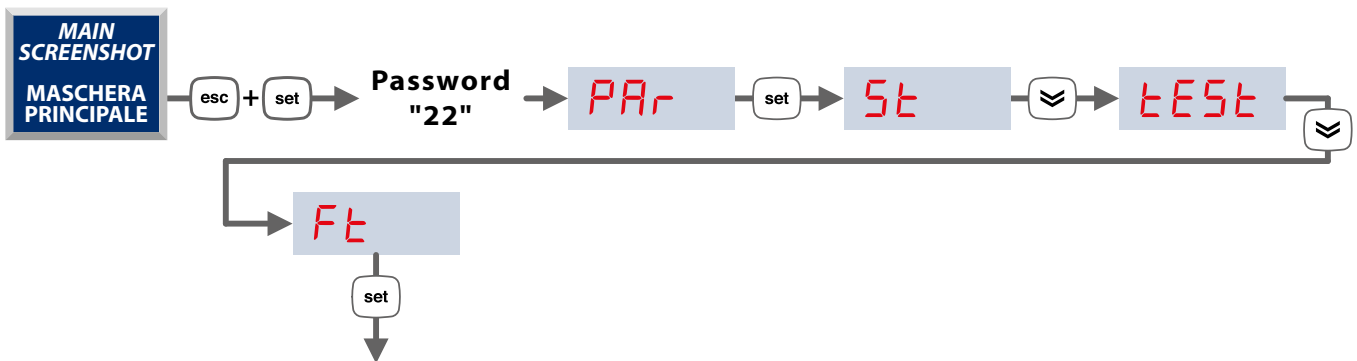 MAIN
SCREENSHOT
MASCHERA
PRINCIPALE
esc + set
Password
"22"
PAr
set
St
tESt
Ft
set